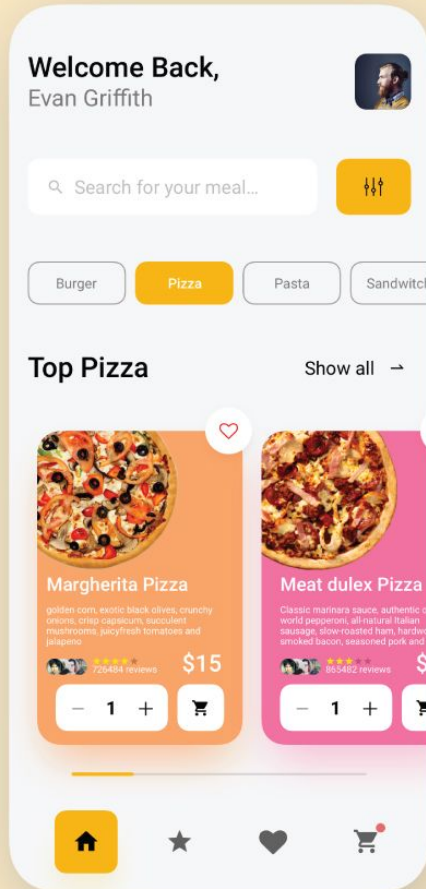 Welcome Back,
Evan Griffith
Search for your meal...
Burger
Pizza
Pasta
Sandwitch
Top Pizza
Show all →
Margherita Pizza
golden corn, exotic black olives, crunchy
onions, crisp capsicum, succulent
mushrooms, juicyfresh tomatoes and
jalapeno
726484 reviews
$15
− 1 +
Meat dulex Pizza
Classic marinara sauce, authentic
world pepperoni, all-natural Italian
sausage, slow-roasted ham,
smoked bacon, seasoned pork and
865482 reviews
$
− 1 +